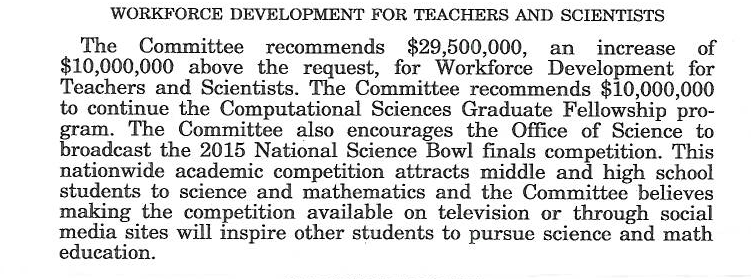 WORKFORCE DEVELOPMENT FOR TEACHERS AND SCIENTISTS
The Committee recommends $29,500,000, an increase of
$10,000,000 above the request, for Workforce Development for
Teachers and Scientists. The Committee recommends $10,000,000
to continue the Computational Sciences Graduate Fellowship pro-
gram. The Committee also encourages the Office of Science to
broadcast the 2015 National Science Bowl finals competition. This
nationwide academic competition attracts middle and high school
students to science and mathematics and the Committee believes
making the competition available on television or through social
media sites will inspire other students to pursue science and math
education.